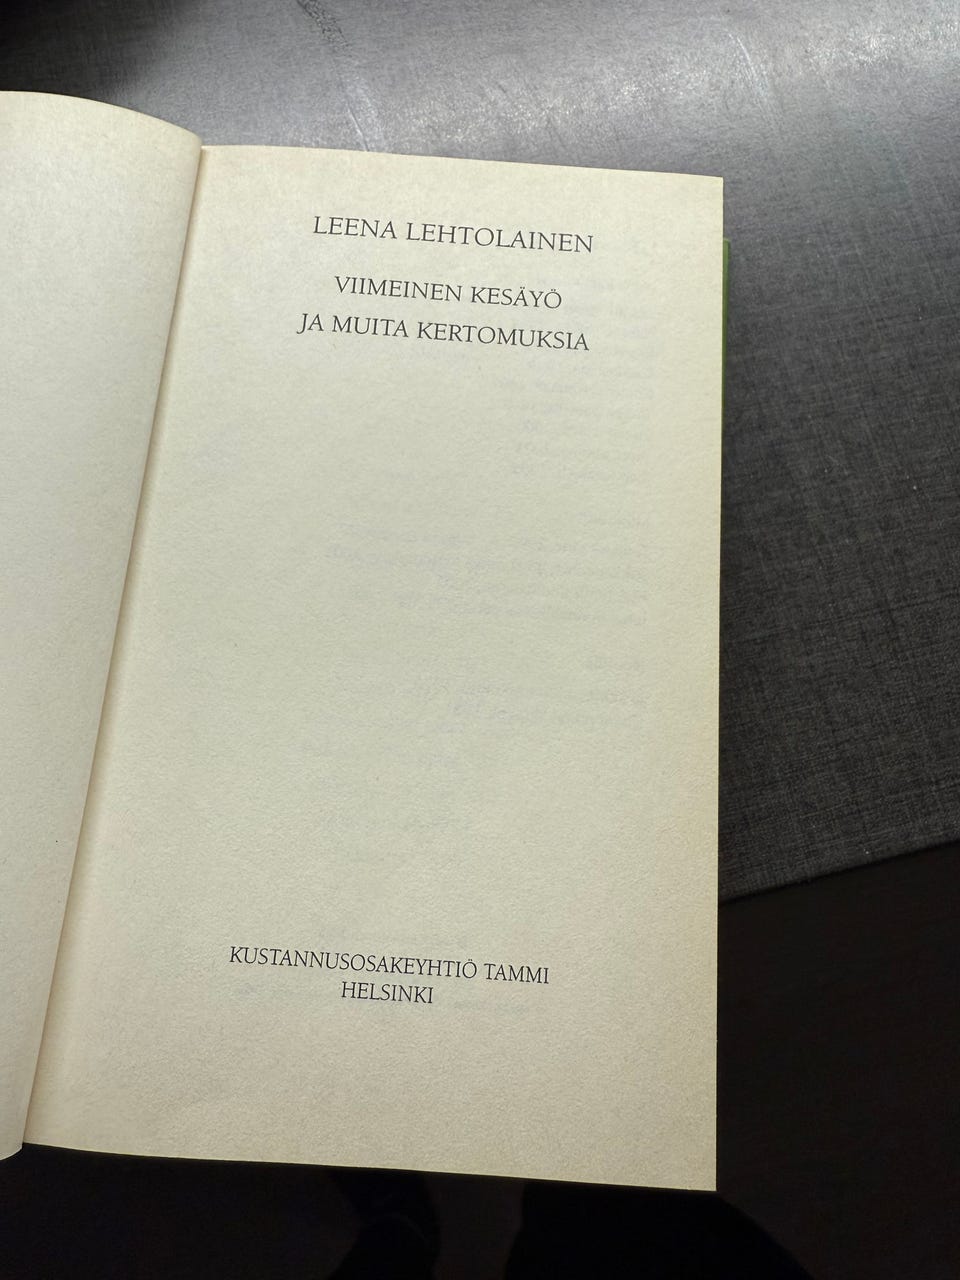 LEENA LEHTOLAINEN
VIIMEINEN KESÄYÖ
JA MUITA KERTOMUKSIA
KUSTANNUSOSAKEYHTIÖ TAMMI
HELSINKI